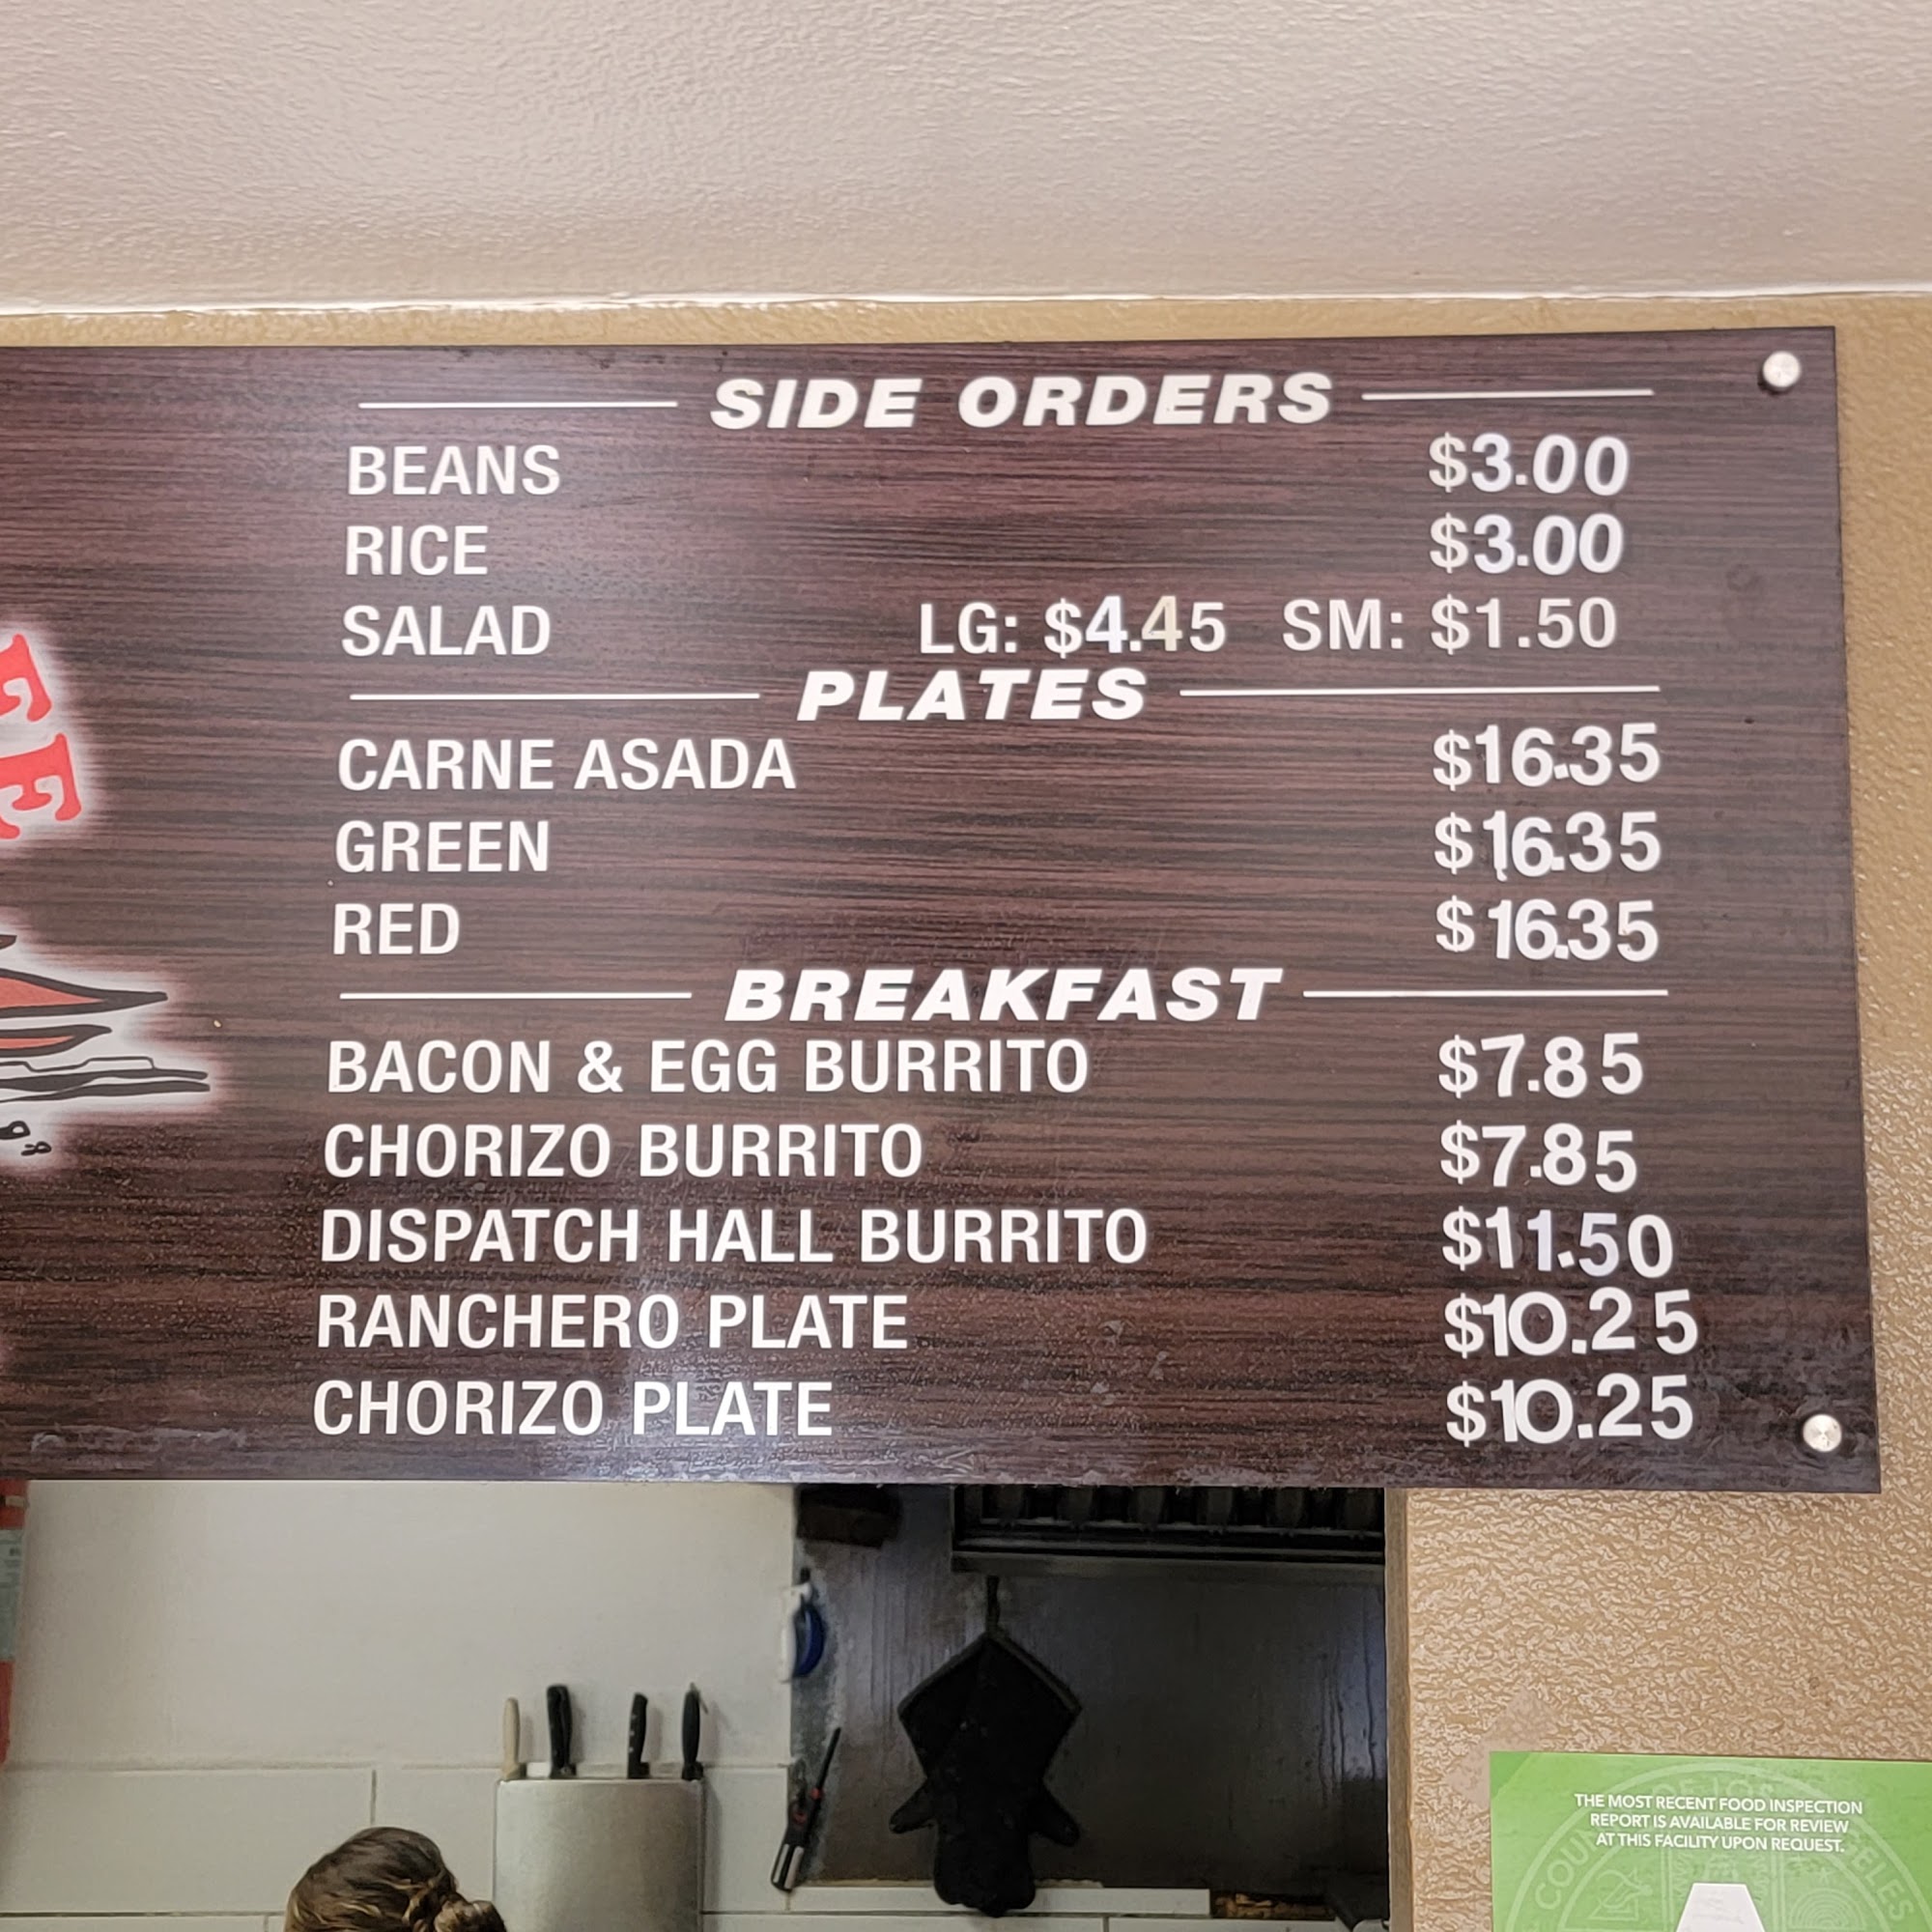 SIDE ORDERS
BEANS $3.00
RICE $3.00
SALAD LG: $4.45 SM: $1.50
PLATES
CARNE ASADA $16.35
GREEN $16.35
RED $16.35
BREAKFAST
BACON & EGG BURRITO $7.85
CHORIZO BURRITO $7.85
DISPATCH HALL BURRITO $11.50
RANCHERO PLATE $10.25
CHORIZO PLATE $10.25
THE MOST RECENT FOOD INSPECTION
REPORT IS AVAILABLE FOR REVIEW
AT THIS FACILITY UPON REQUEST.